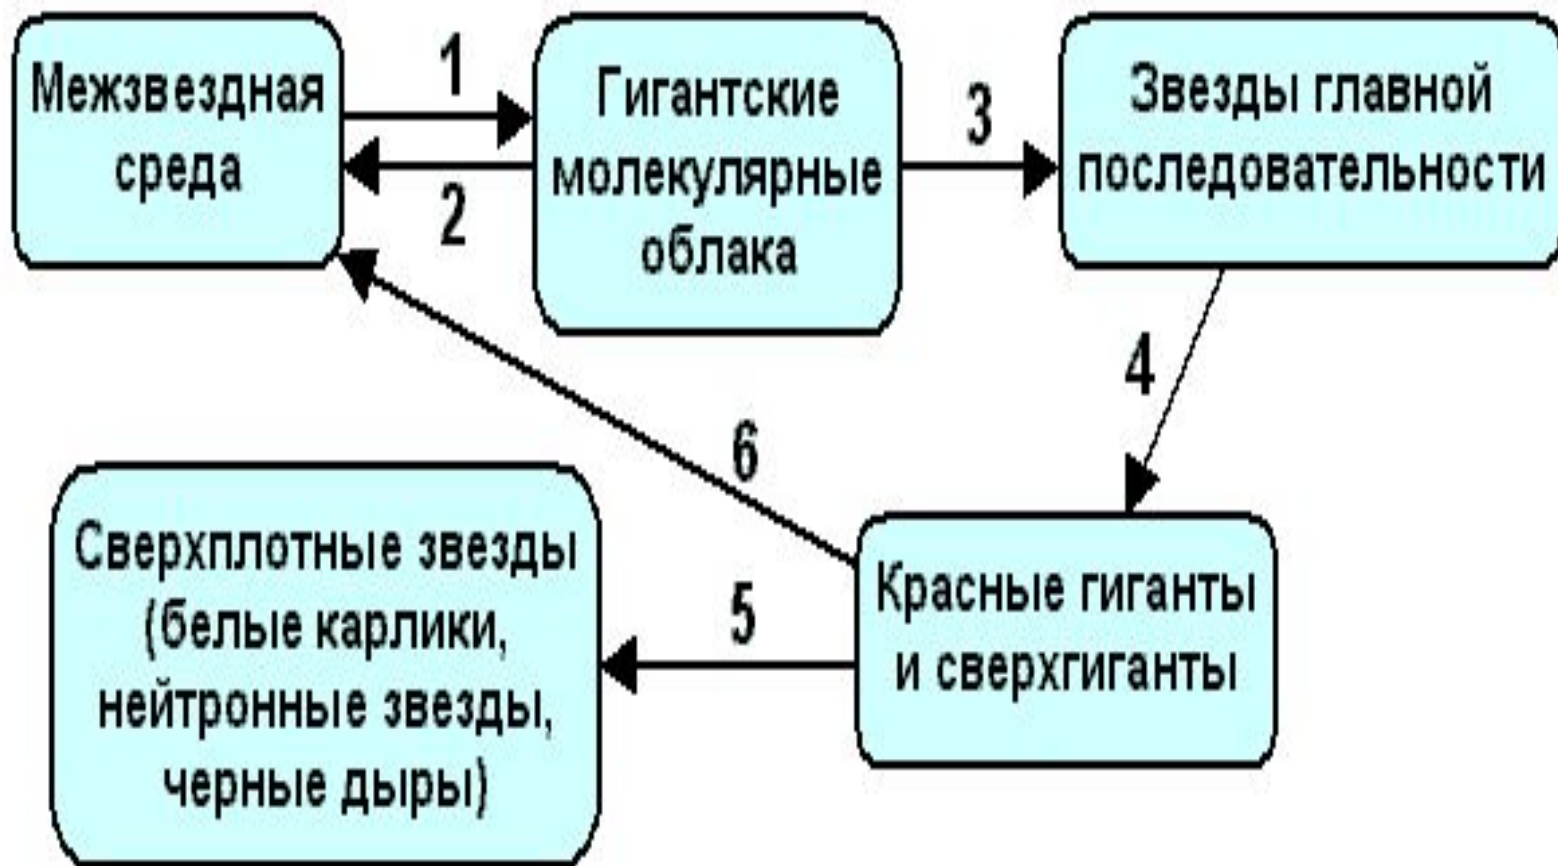 Межзвездная
среда
1
2
Гигантские
молекулярные
облака
3
Звезды главной
последовательности
4
6
Сверхплотные звезды
(белые карлики,
нейтронные звезды,
черные дыры)
5
Красные гиганты
и сверхгиганты